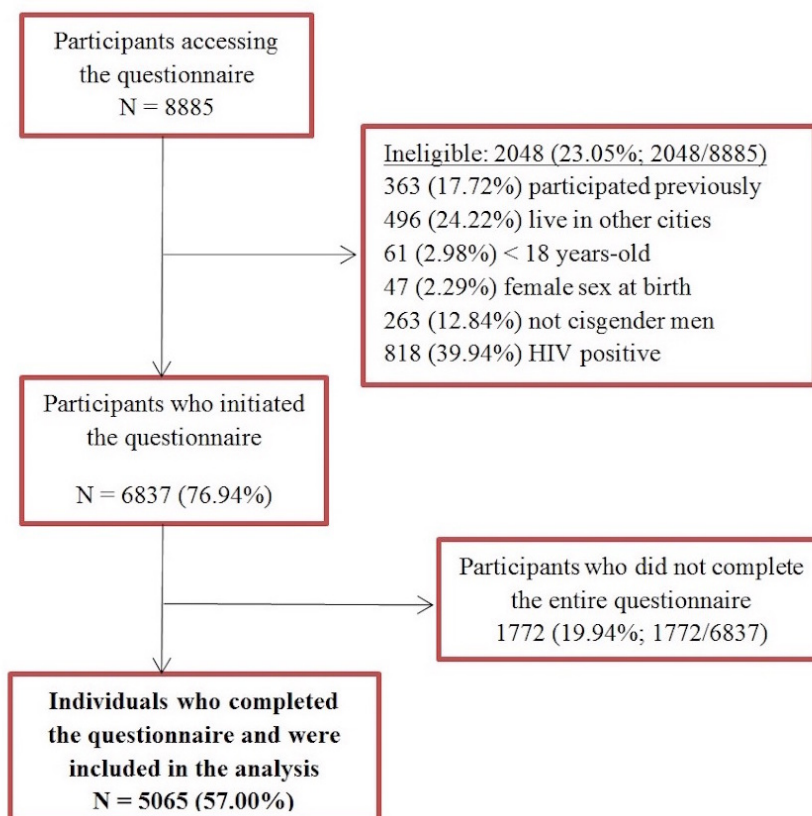 Participants accessing
the questionnaire
N = 8885
Ineligible: 2048 (23.05%; 2048/8885)
363 (17.72%) participated previously
496 (24.22%) live in other cities
61 (2.98%) < 18 years-old
47 (2.29%) female sex at birth
263 (12.84%) not cisgender men
818 (39.94%) HIV positive
Participants who initiated
the questionnaire
N = 6837 (76.94%)
Participants who did not complete
the entire questionnaire
1772 (19.94%; 1772/6837)
Individuals who completed
the questionnaire and were
included in the analysis
N = 5065 (57.00%)